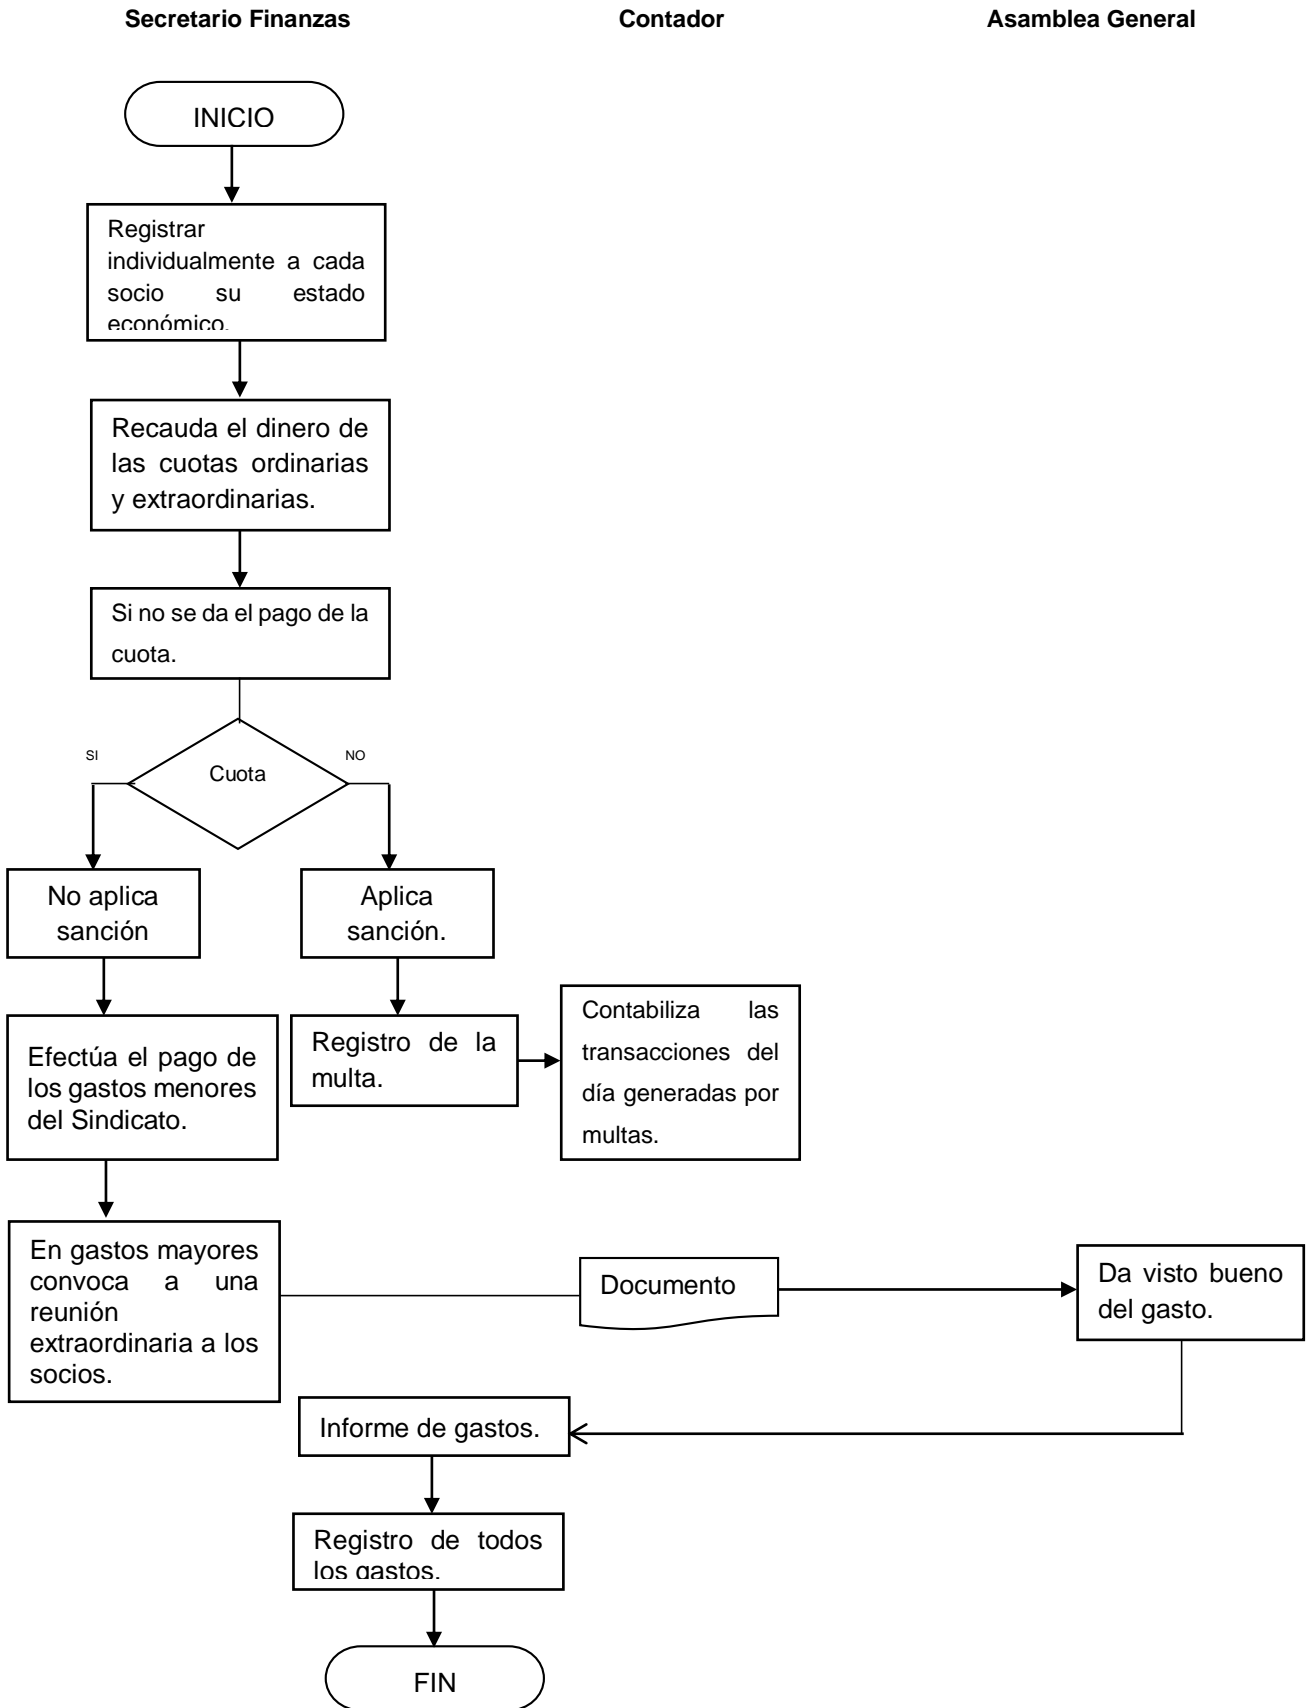 Secretario Finanzas
Contador
Asamblea General
INICIO
Registrar
individualmente a cada
socio su estado
económico.
Recauda el dinero de
las cuotas ordinarias
y extraordinarias.
Si no se da el pago de la
cuota.
SI
NO
Cuota
No aplica
sanción
Aplica
sanción.
Efectúa el pago de
los gastos menores
del Sindicato.
Registro de la
multa.
Contabiliza las
transacciones del
día generadas por
multas.
En gastos mayores
convoca a una
reunión
extraordinaria a los
socios.
Documento
Da visto bueno
del gasto.
Informe de gastos.
Registro de todos
los gastos.
FIN